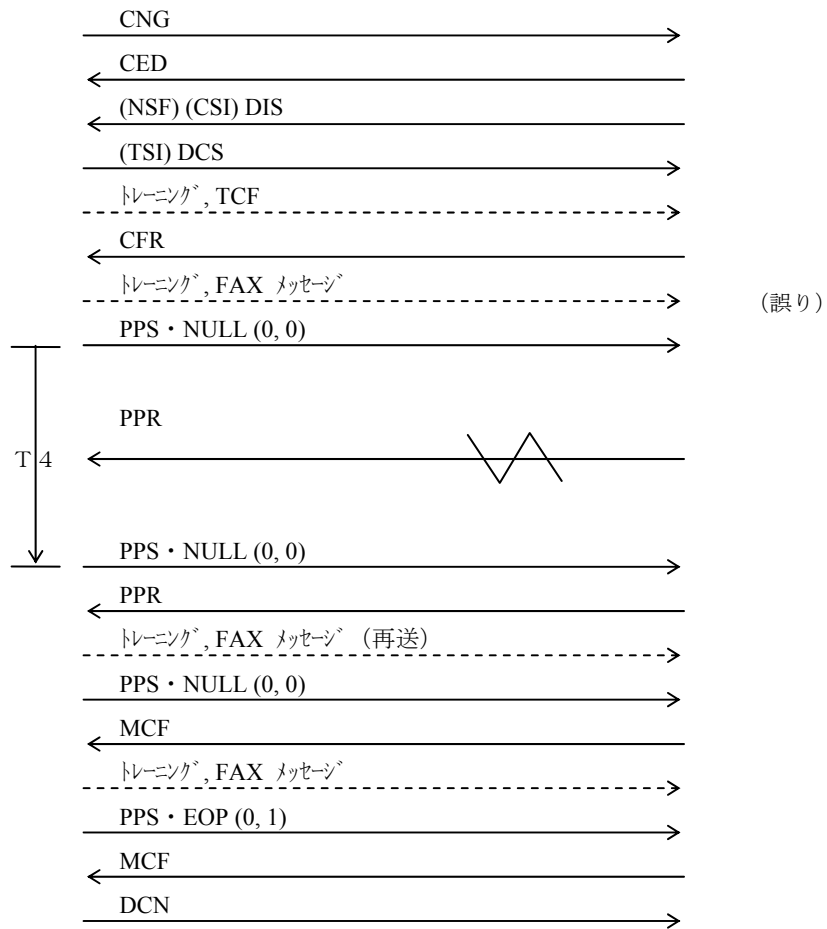 CNG
CED
(NSF) (CSI) DIS
(TSI) DCS
ﾄﾚｰﾆﾝｸﾞ, TCF
CFR
ﾄﾚｰﾆﾝｸﾞ, FAX ﾒｯｾｰｼﾞ
（誤り）
PPS・NULL (0, 0)
PPR
Ｔ４
PPS・NULL (0, 0)
PPR
ﾄﾚｰﾆﾝｸﾞ, FAX ﾒｯｾｰｼﾞ（再送）
PPS・NULL (0, 0)
MCF
ﾄﾚｰﾆﾝｸﾞ, FAX ﾒｯｾｰｼﾞ
PPS・EOP (0, 1)
MCF
DCN